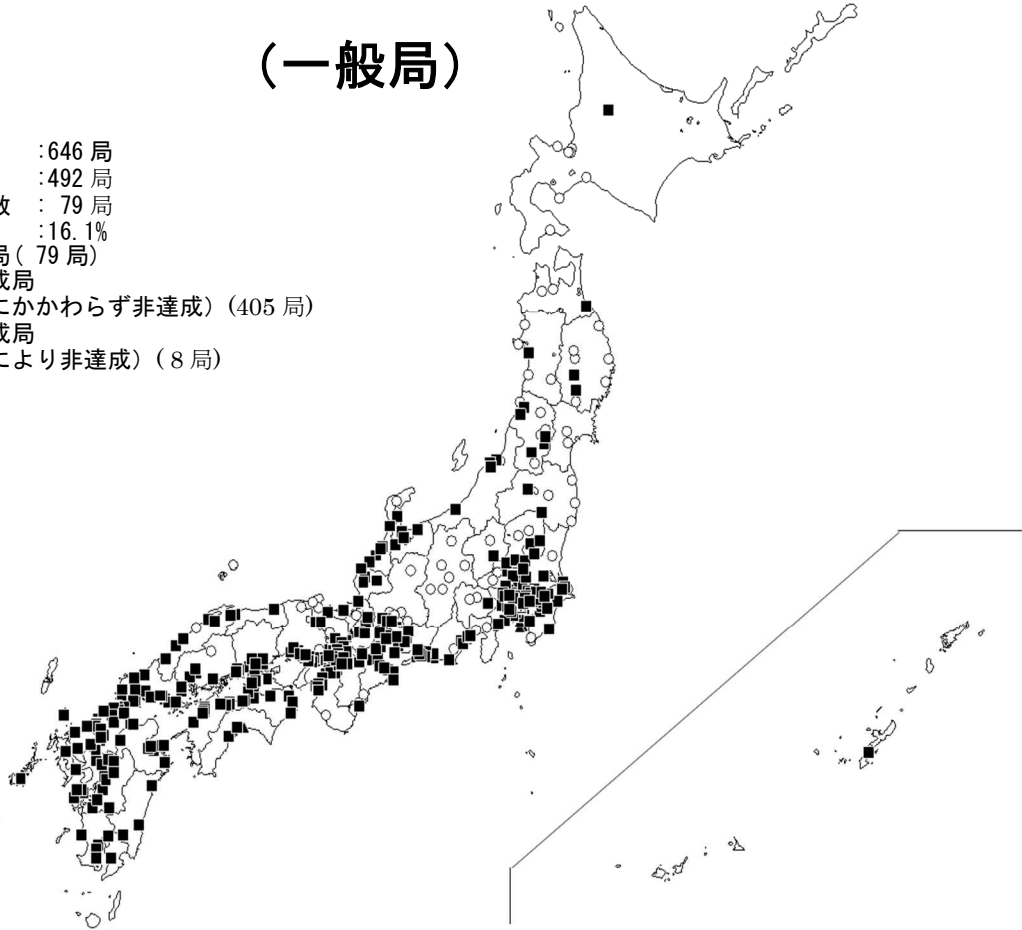 （一般局）
:646 局
:492 局
数 : 79 局
:16.1%
局( 79 局)
成局
にかかわらず非達成）(405 局)
成局
により非達成）( 8 局)